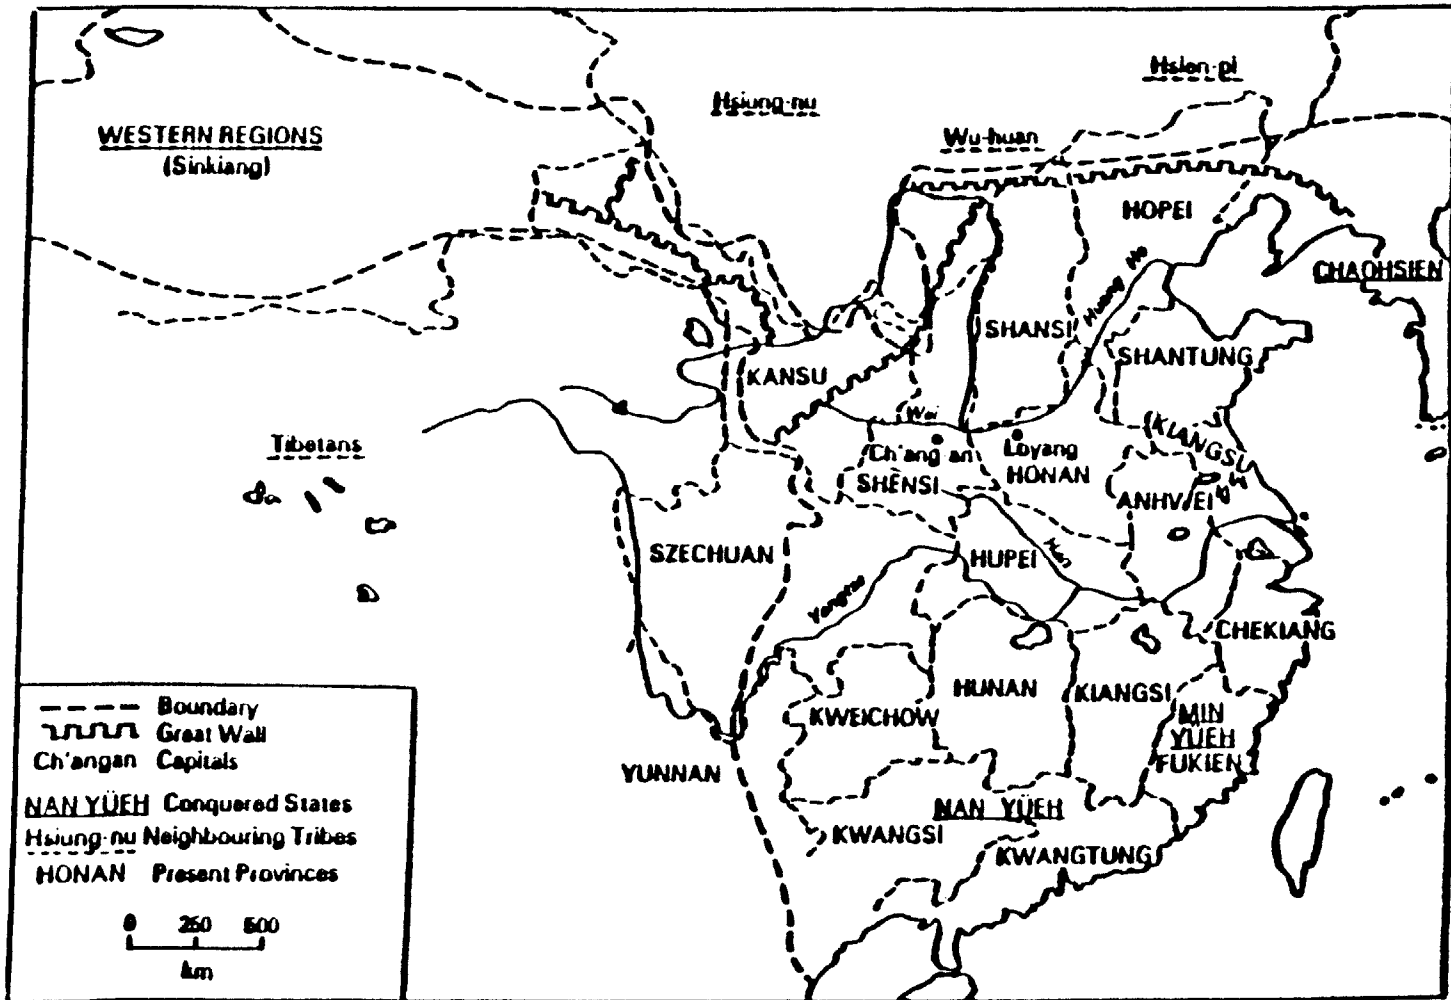 Hsien-pi
Hsiung-nu
WESTERN REGIONS
(Sinkiang)
Wu-huan
HOPEI
CHAOHSIEN
Huang Ho
SHANSI
SHANTUNG
KANSU
Wei
KIANGSU
Tibetans
Ch'ang-an
Loyang
HONAN
SHENSI
ANHWEI
SZECHUAN
HUPEI
Han
Yangtse
CHEKIANG
HUNAN
KIANGSI
KWEICHOW
MIN
YÜEH
FUKIEN
YUNNAN
NAN YÜEH
KWANGSI
KWANGTUNG
Boundary
Great Wall
Ch'angan Capitals
NAN YÜEH Conquered States
Hsiung-nu Neighbouring Tribes
HONAN Present Provinces
0 250 500
km